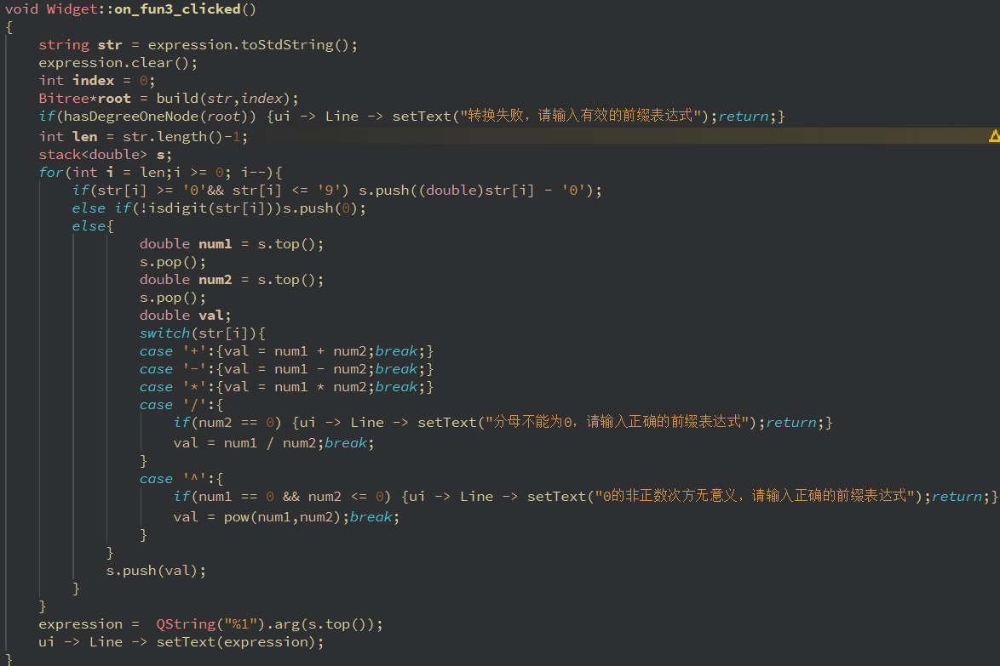 void Widget::on_fun3_clicked()
{
    string str = expression.toStdString();
    expression.clear();
    int index = 0;
    Bitree*root = build(str,index);
    if(hasDegreeOneNode(root)) {ui -> Line -> setText("转换失败，请输入有效的前缀表达式");return;}
    int len = str.length()-1;
    stack<double> s;
    for(int i = len;i >= 0; i--){
        if(str[i] >= '0'&& str[i] <= '9') s.push((double)str[i] - '0');
        else if(!isdigit(str[i]))s.push(0);
        else{
                double num1 = s.top();
                s.pop();
                double num2 = s.top();
                s.pop();
                double val;
                switch(str[i]){
                case '+':{val = num1 + num2;break;}
                case '-':{val = num1 - num2;break;}
                case '*':{val = num1 * num2;break;}
                case '/':{
                    if(num2 == 0) {ui -> Line -> setText("分母不能为0，请输入正确的前缀表达式");return;}
                    val = num1 / num2;break;
                }
                case '^':{
                    if(num1 == 0 && num2 <= 0) {ui -> Line -> setText("0的非正数次方无意义，请输入正确的前缀表达式");return;}
                    val = pow(num1,num2);break;
                }
            }
            s.push(val);
        }
    }
    expression =  QString("%1").arg(s.top());
    ui -> Line -> setText(expression);
}